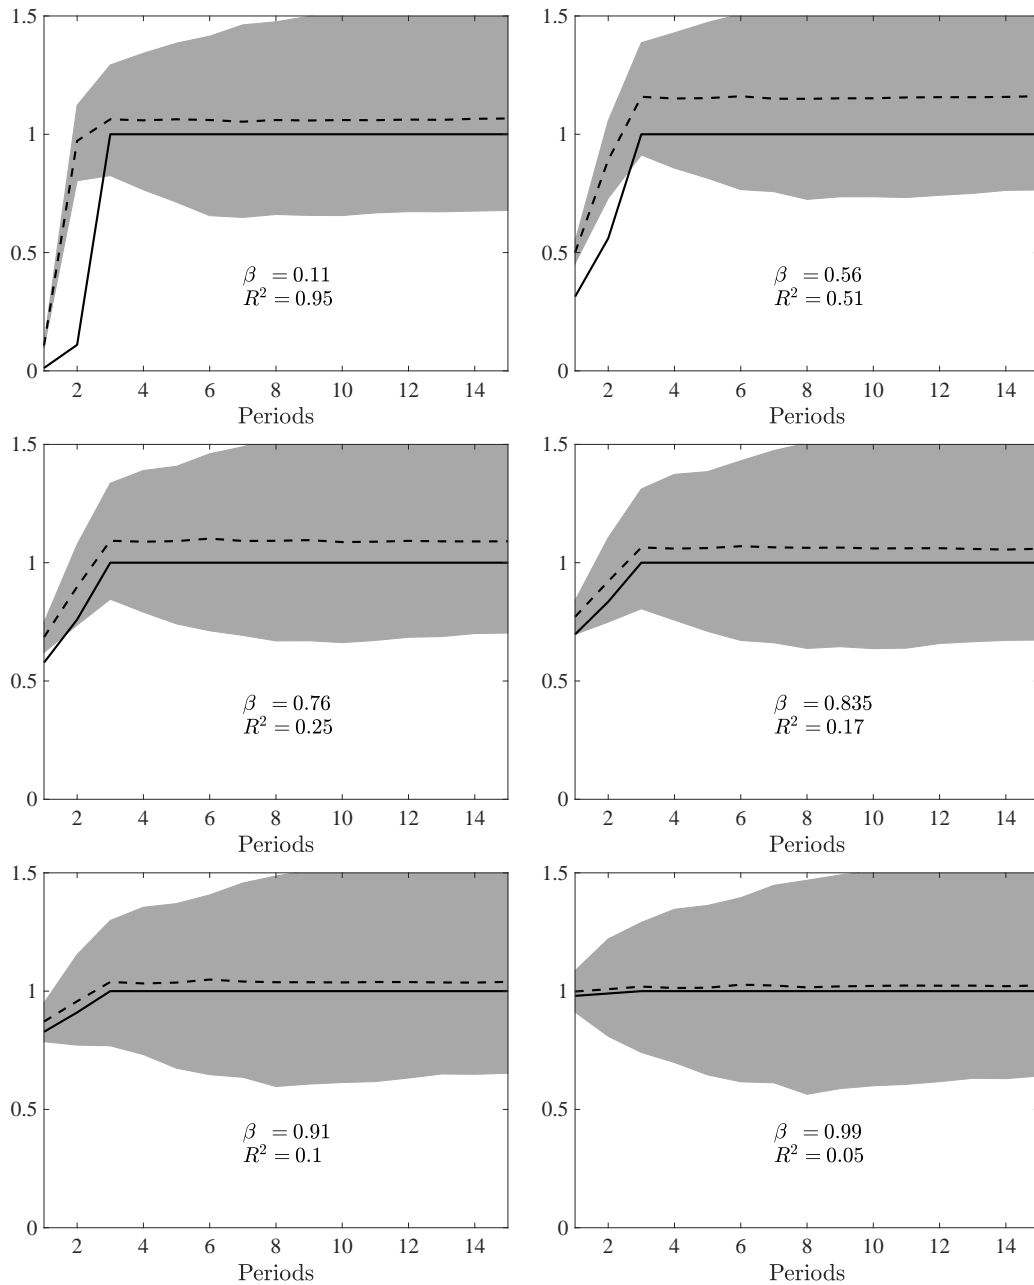 1.5
1
0.5
0
β = 0.11
R² = 0.95
2 4 6 8 10 12 14
Periods
1.5
1
0.5
0
β = 0.56
R² = 0.51
2 4 6 8 10 12 14
Periods
1.5
1
0.5
0
β = 0.76
R² = 0.25
2 4 6 8 10 12 14
Periods
1.5
1
0.5
0
β = 0.835
R² = 0.17
2 4 6 8 10 12 14
Periods
1.5
1
0.5
0
β = 0.91
R² = 0.1
2 4 6 8 10 12 14
Periods
1.5
1
0.5
0
β = 0.99
R² = 0.05
2 4 6 8 10 12 14
Periods